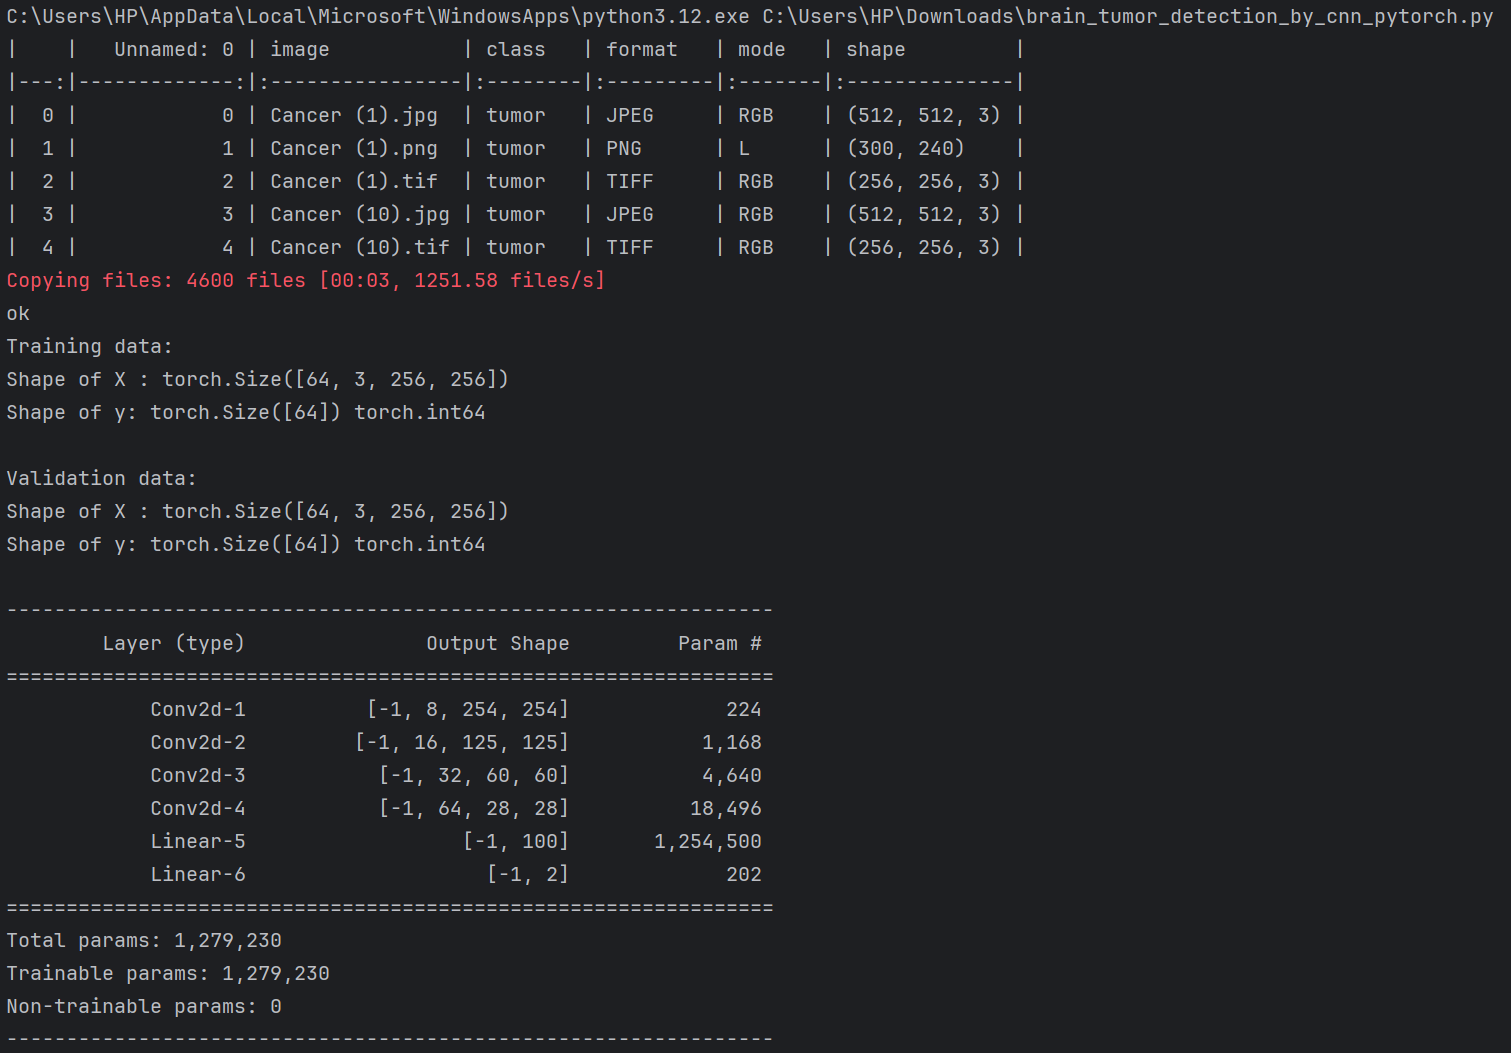 C:\Users\HP\AppData\Local\Microsoft\WindowsApps\python3.12.exe C:\Users\HP\Downloads\brain_tumor_detection_by_cnn_pytorch.py
|    |   Unnamed: 0 | image           | class   | format   | mode   | shape         |
|---:|-------------:|:----------------|:--------|:---------|:-------|:--------------|
|  0 |            0 | Cancer (1).jpg  | tumor   | JPEG     | RGB    | (512, 512, 3) |
|  1 |            1 | Cancer (1).png  | tumor   | PNG      | L      | (300, 240)    |
|  2 |            2 | Cancer (1).tif  | tumor   | TIFF     | RGB    | (256, 256, 3) |
|  3 |            3 | Cancer (10).jpg | tumor   | JPEG     | RGB    | (512, 512, 3) |
|  4 |            4 | Cancer (10).tif | tumor   | TIFF     | RGB    | (256, 256, 3) |
Copying files: 4600 files [00:03, 1251.58 files/s]
ok
Training data:
Shape of X : torch.Size([64, 3, 256, 256])
Shape of y: torch.Size([64]) torch.int64

Validation data:
Shape of X : torch.Size([64, 3, 256, 256])
Shape of y: torch.Size([64]) torch.int64

----------------------------------------------------------------
        Layer (type)               Output Shape         Param #
================================================================
            Conv2d-1          [-1, 8, 254, 254]             224
            Conv2d-2         [-1, 16, 125, 125]           1,168
            Conv2d-3           [-1, 32, 60, 60]           4,640
            Conv2d-4           [-1, 64, 28, 28]          18,496
            Linear-5                  [-1, 100]       1,254,500
            Linear-6                    [-1, 2]             202
================================================================
Total params: 1,279,230
Trainable params: 1,279,230
Non-trainable params: 0
----------------------------------------------------------------